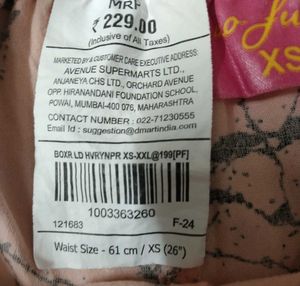 MRP
₹ 229.00
(Inclusive of All Taxes)
MARKETED BY & CUSTOMER CARE EXECUTIVE ADDRESS:
AVENUE SUPERMARTS LTD.,
ANJANEYA CHS LTD., ORCHARD AVENUE
OPP. HIRANANDANI FOUNDATION SCHOOL,
POWAI, MUMBAI-400 076, MAHARASHTRA
CONTACT NUMBER : 022-71230555
Email Id : suggestion@dmartindia.com
BOXR LD HVRYNPR XS-XXL@199[PF]
1003363260
121683 F-24
Waist Size - 61 cm / XS (26")
XS